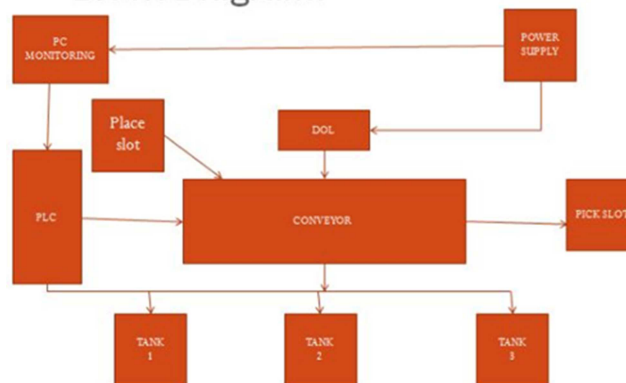 PC
MONITORING
POWER
SUPPLY
Place
slot
DOL
PLC
CONVEYOR
PICK SLOT
TANK
1
TANK
2
TANK
3